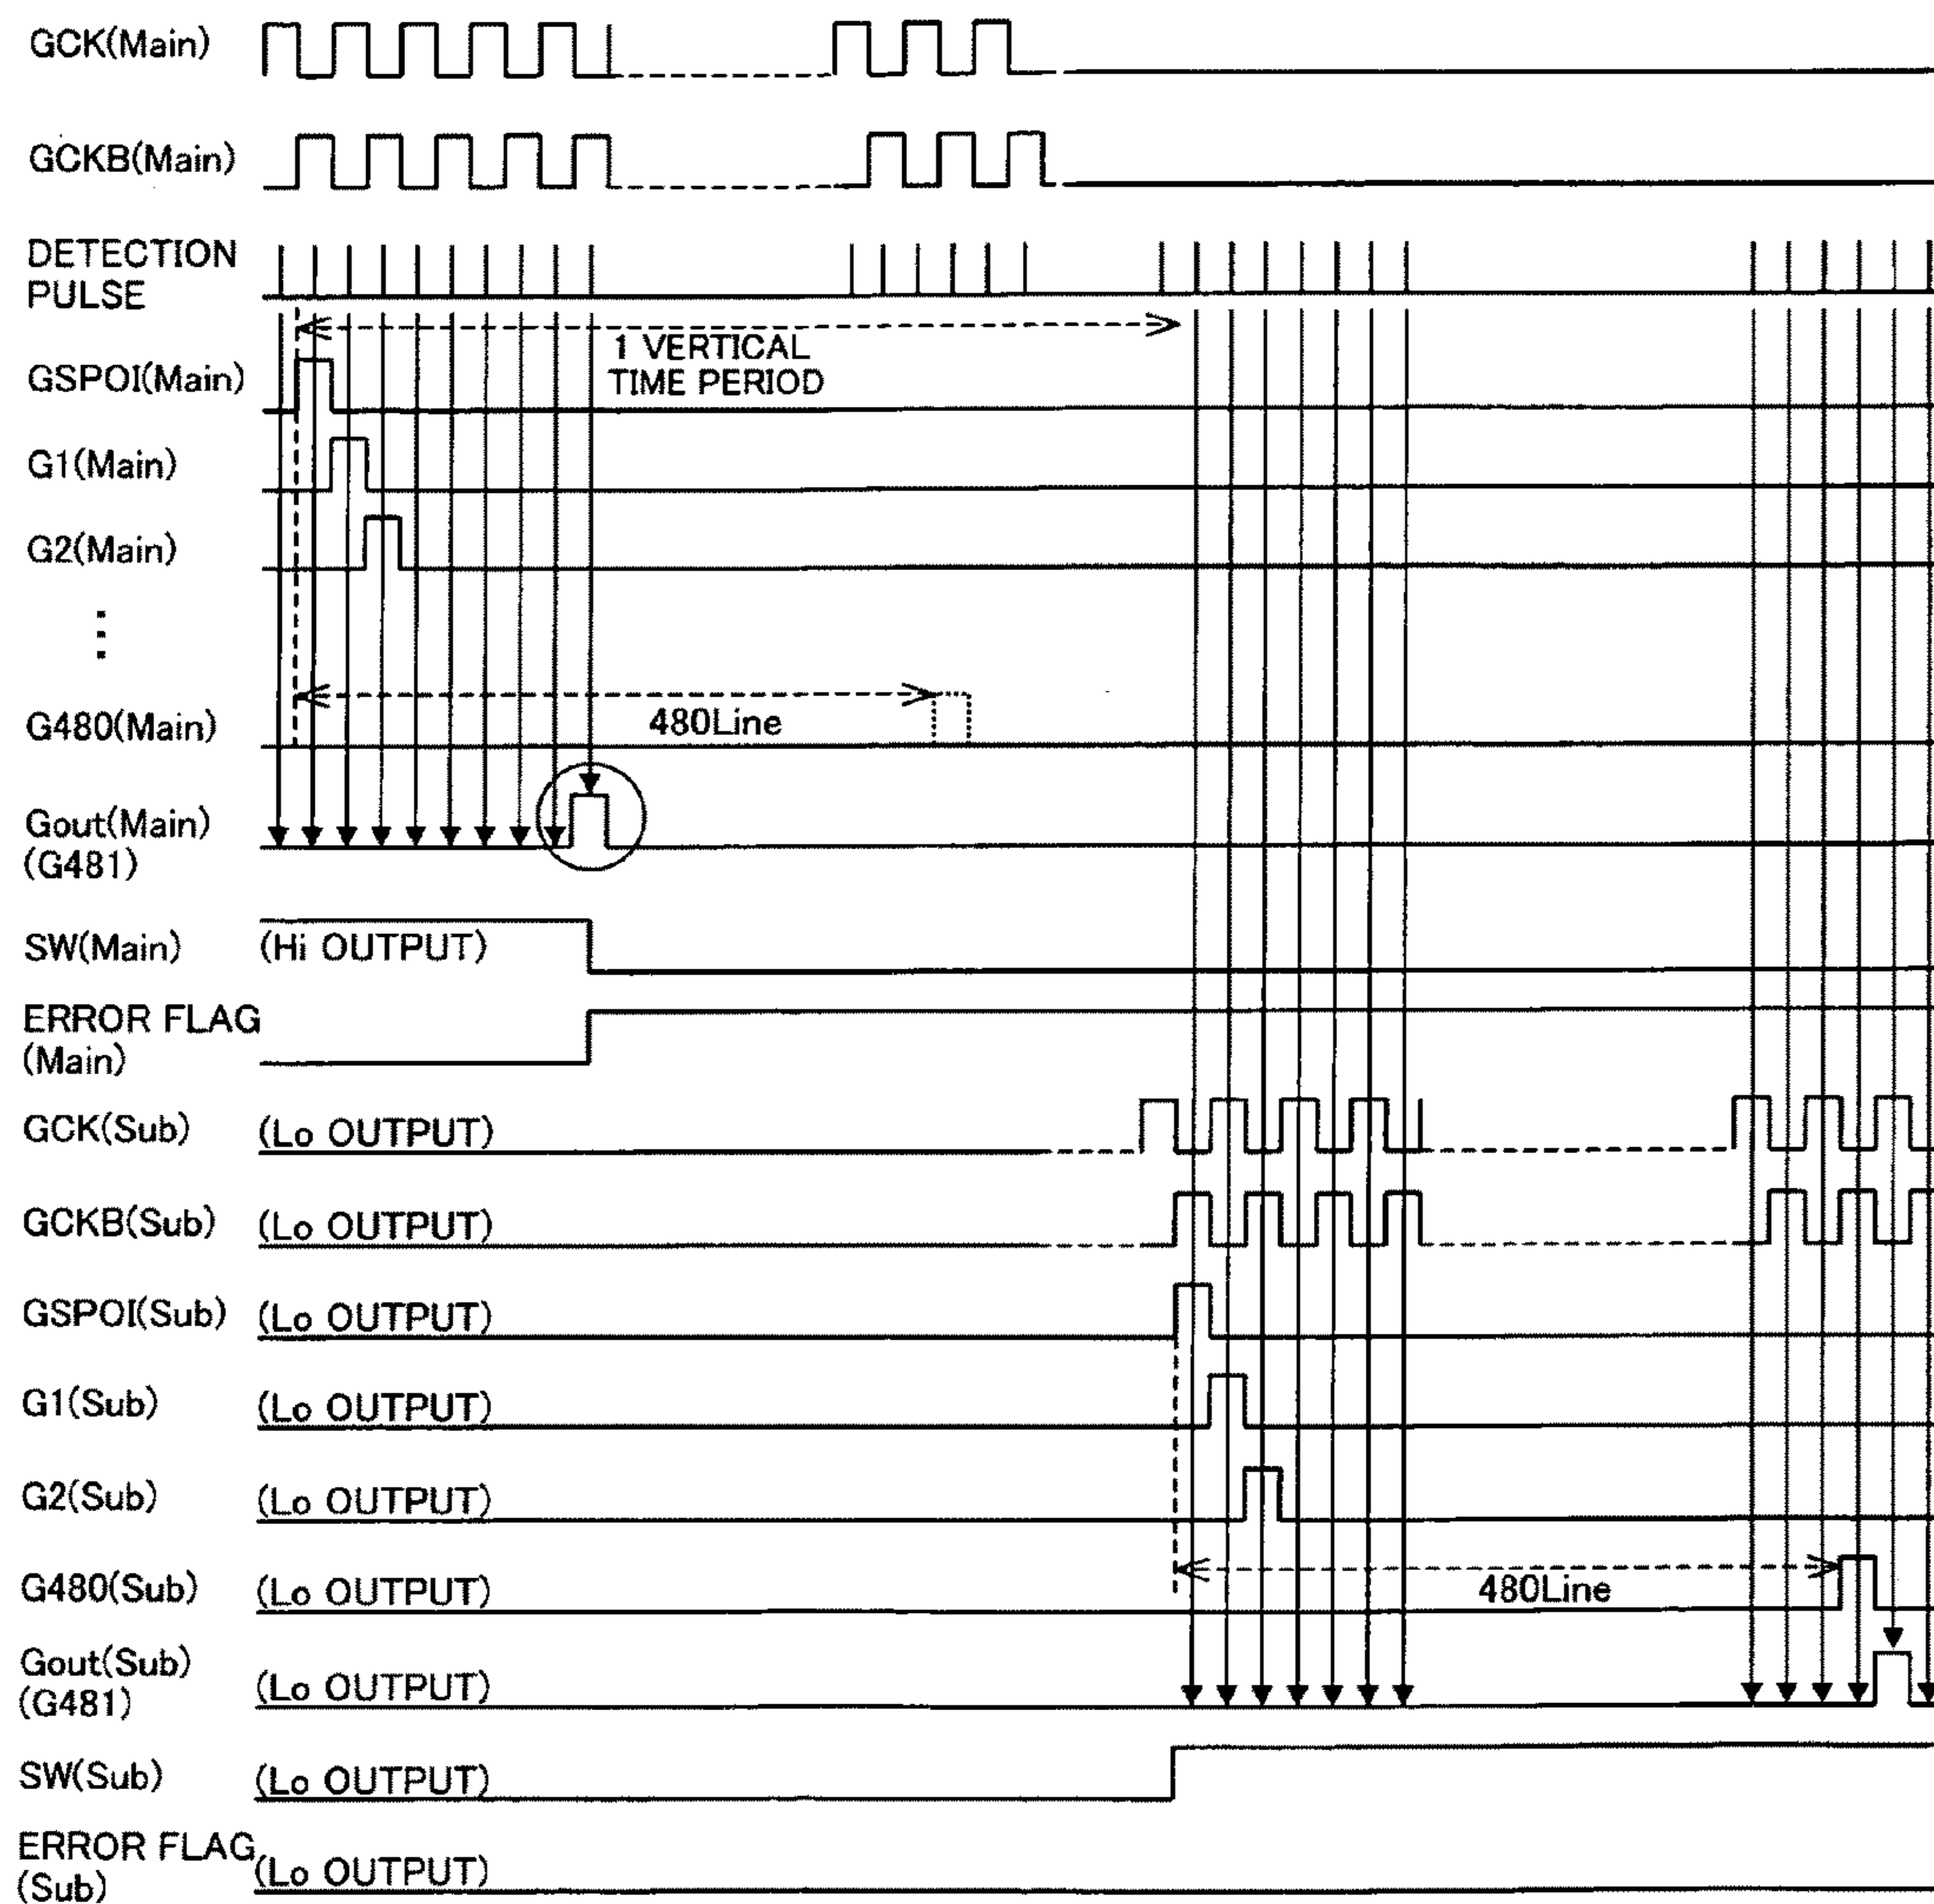 GCK(Main)
GCKB(Main)
DETECTION
PULSE
1 VERTICAL
TIME PERIOD
GSPOI(Main)
G1(Main)
G2(Main)
⋮
G480(Main)
480Line
Gout(Main)
(G481)
SW(Main) (Hi OUTPUT)
ERROR FLAG
(Main)
GCK(Sub) (Lo OUTPUT)
GCKB(Sub) (Lo OUTPUT)
GSPOI(Sub) (Lo OUTPUT)
G1(Sub) (Lo OUTPUT)
G2(Sub) (Lo OUTPUT)
G480(Sub) (Lo OUTPUT) 480Line
Gout(Sub)
(G481) (Lo OUTPUT)
SW(Sub) (Lo OUTPUT)
ERROR FLAG
(Sub) (Lo OUTPUT)